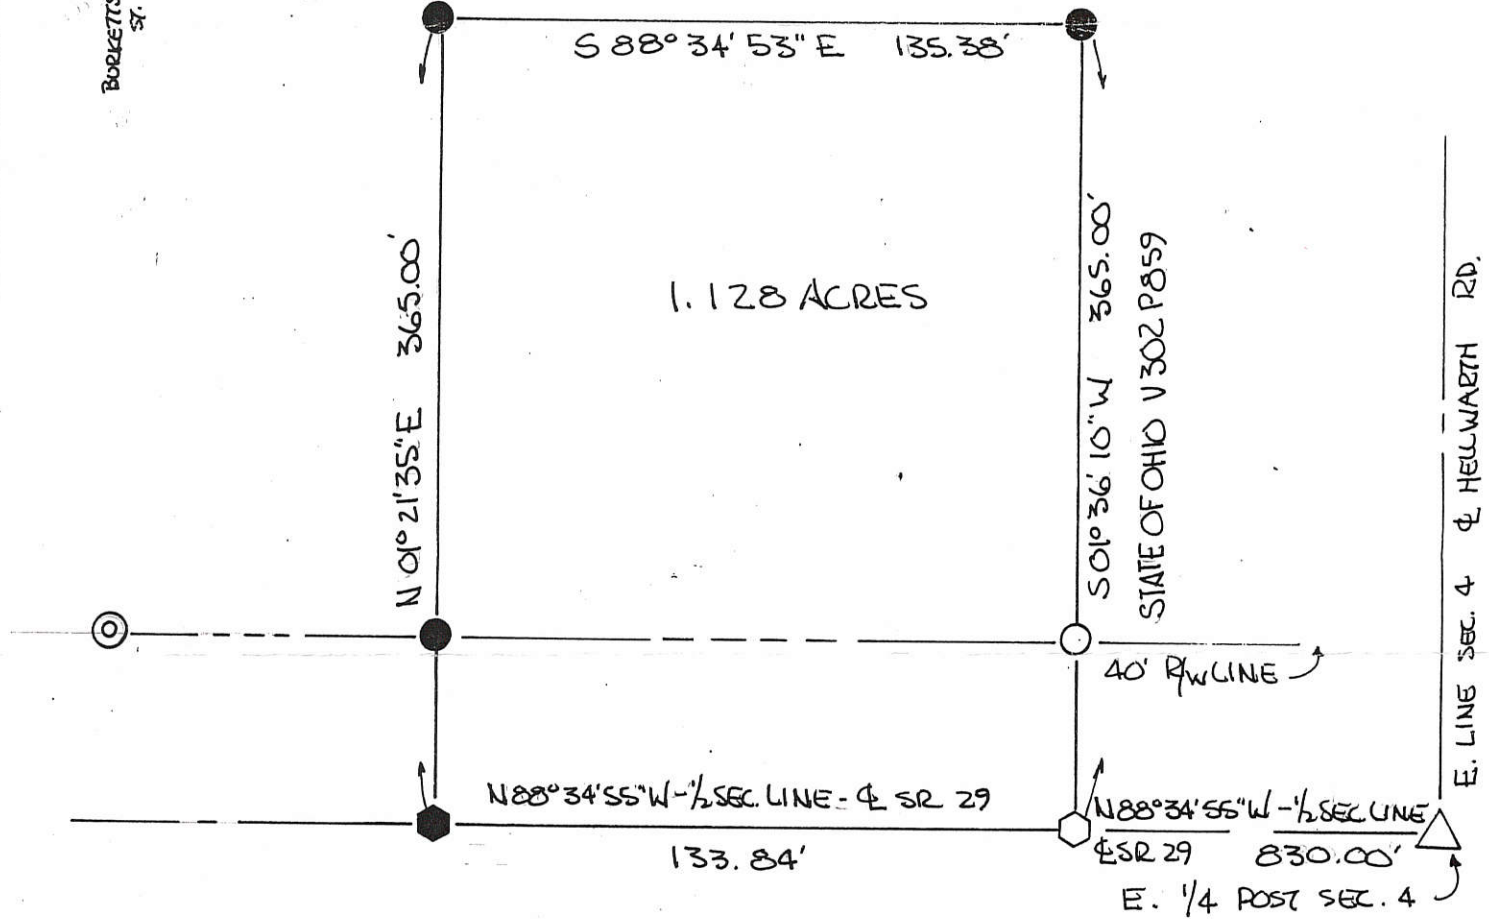 BURKETTS
ST.
S 88° 34' 53" E 135.38'
N 01° 21' 35" E 365.00'
1.128 ACRES
S 01° 36' 10" W 365.00'
STATE OF OHIO V302 P859
E. LINE SEC. 4 ℄ HELLWARTH RD.
40' R/W LINE
N88°34'55"W-1/2 SEC. LINE - ℄ SR 29
133.84'
N88°34'55"W-1/2 SEC LINE
℄ SR 29 830.00'
E. 1/4 POST SEC. 4